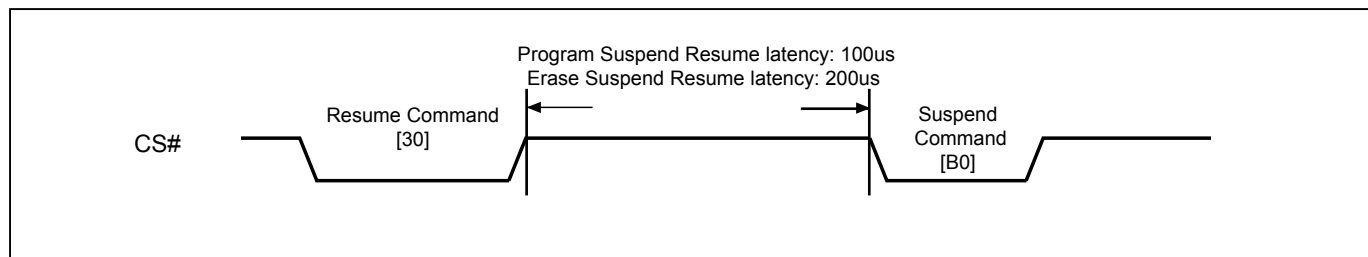 Program Suspend Resume latency: 100us
Erase Suspend Resume latency: 200us
Resume Command
[30]
Suspend
Command
[B0]
CS#